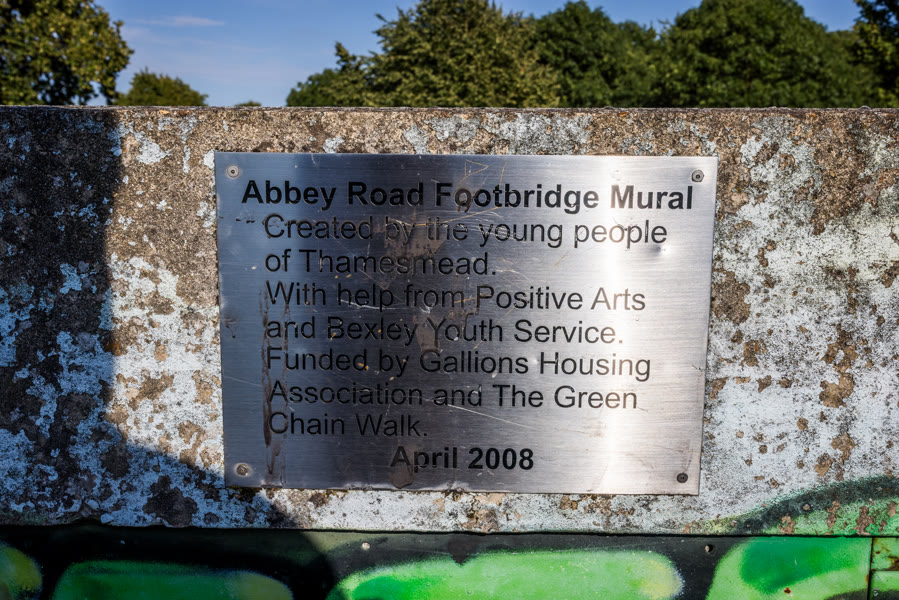 Abbey Road Footbridge Mural
Created by the young people
of Thamesmead.
With help from Positive Arts
and Bexley Youth Service.
Funded by Gallions Housing
Association and The Green
Chain Walk.
April 2008